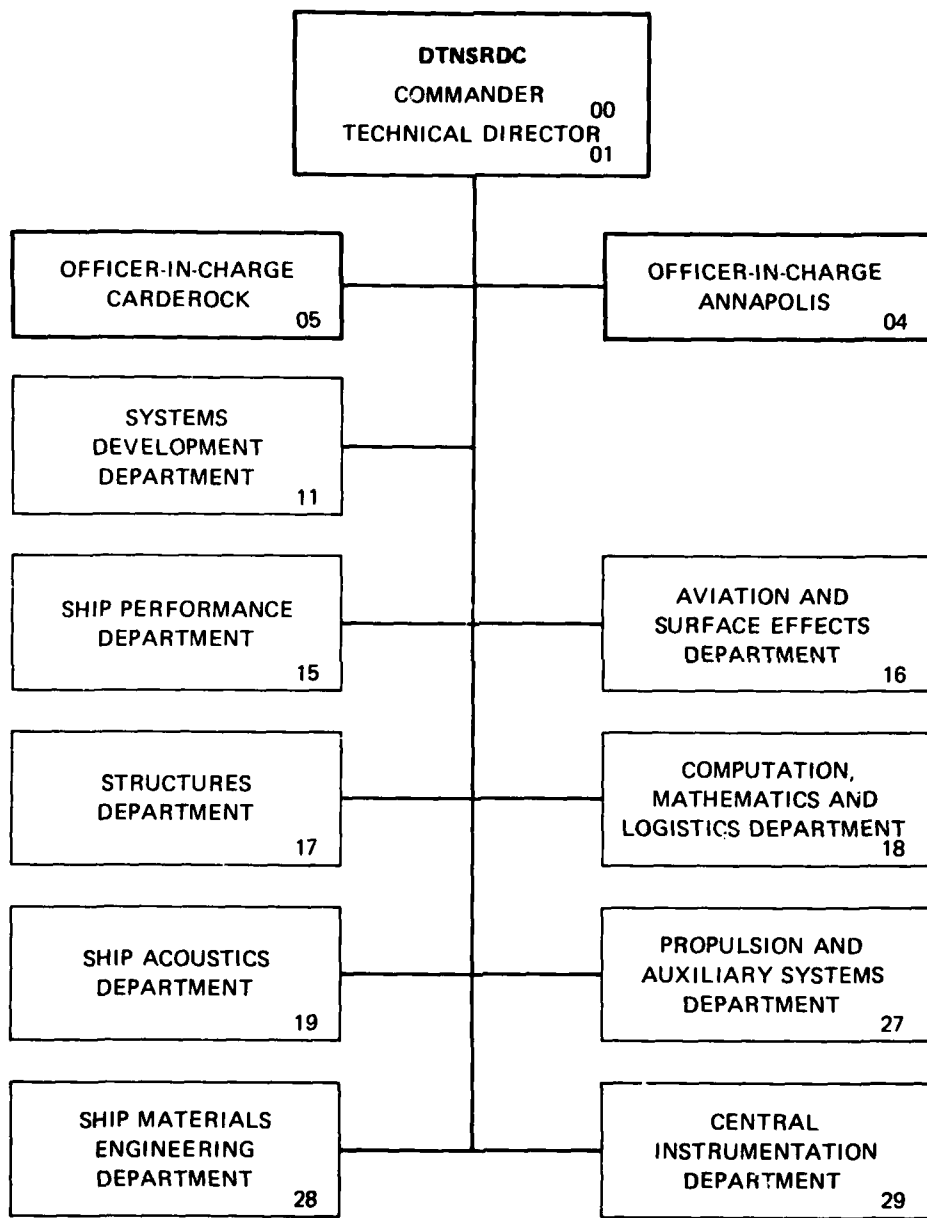 DTNSRDC
COMMANDER
00
TECHNICAL DIRECTOR
01
OFFICER-IN-CHARGE
CARDEROCK
05
OFFICER-IN-CHARGE
ANNAPOLIS
04
SYSTEMS
DEVELOPMENT
DEPARTMENT
11
SHIP PERFORMANCE
DEPARTMENT
15
AVIATION AND
SURFACE EFFECTS
DEPARTMENT
16
STRUCTURES
DEPARTMENT
17
COMPUTATION,
MATHEMATICS AND
LOGISTICS DEPARTMENT
18
SHIP ACOUSTICS
DEPARTMENT
19
PROPULSION AND
AUXILIARY SYSTEMS
DEPARTMENT
27
SHIP MATERIALS
ENGINEERING
DEPARTMENT
28
CENTRAL
INSTRUMENTATION
DEPARTMENT
29